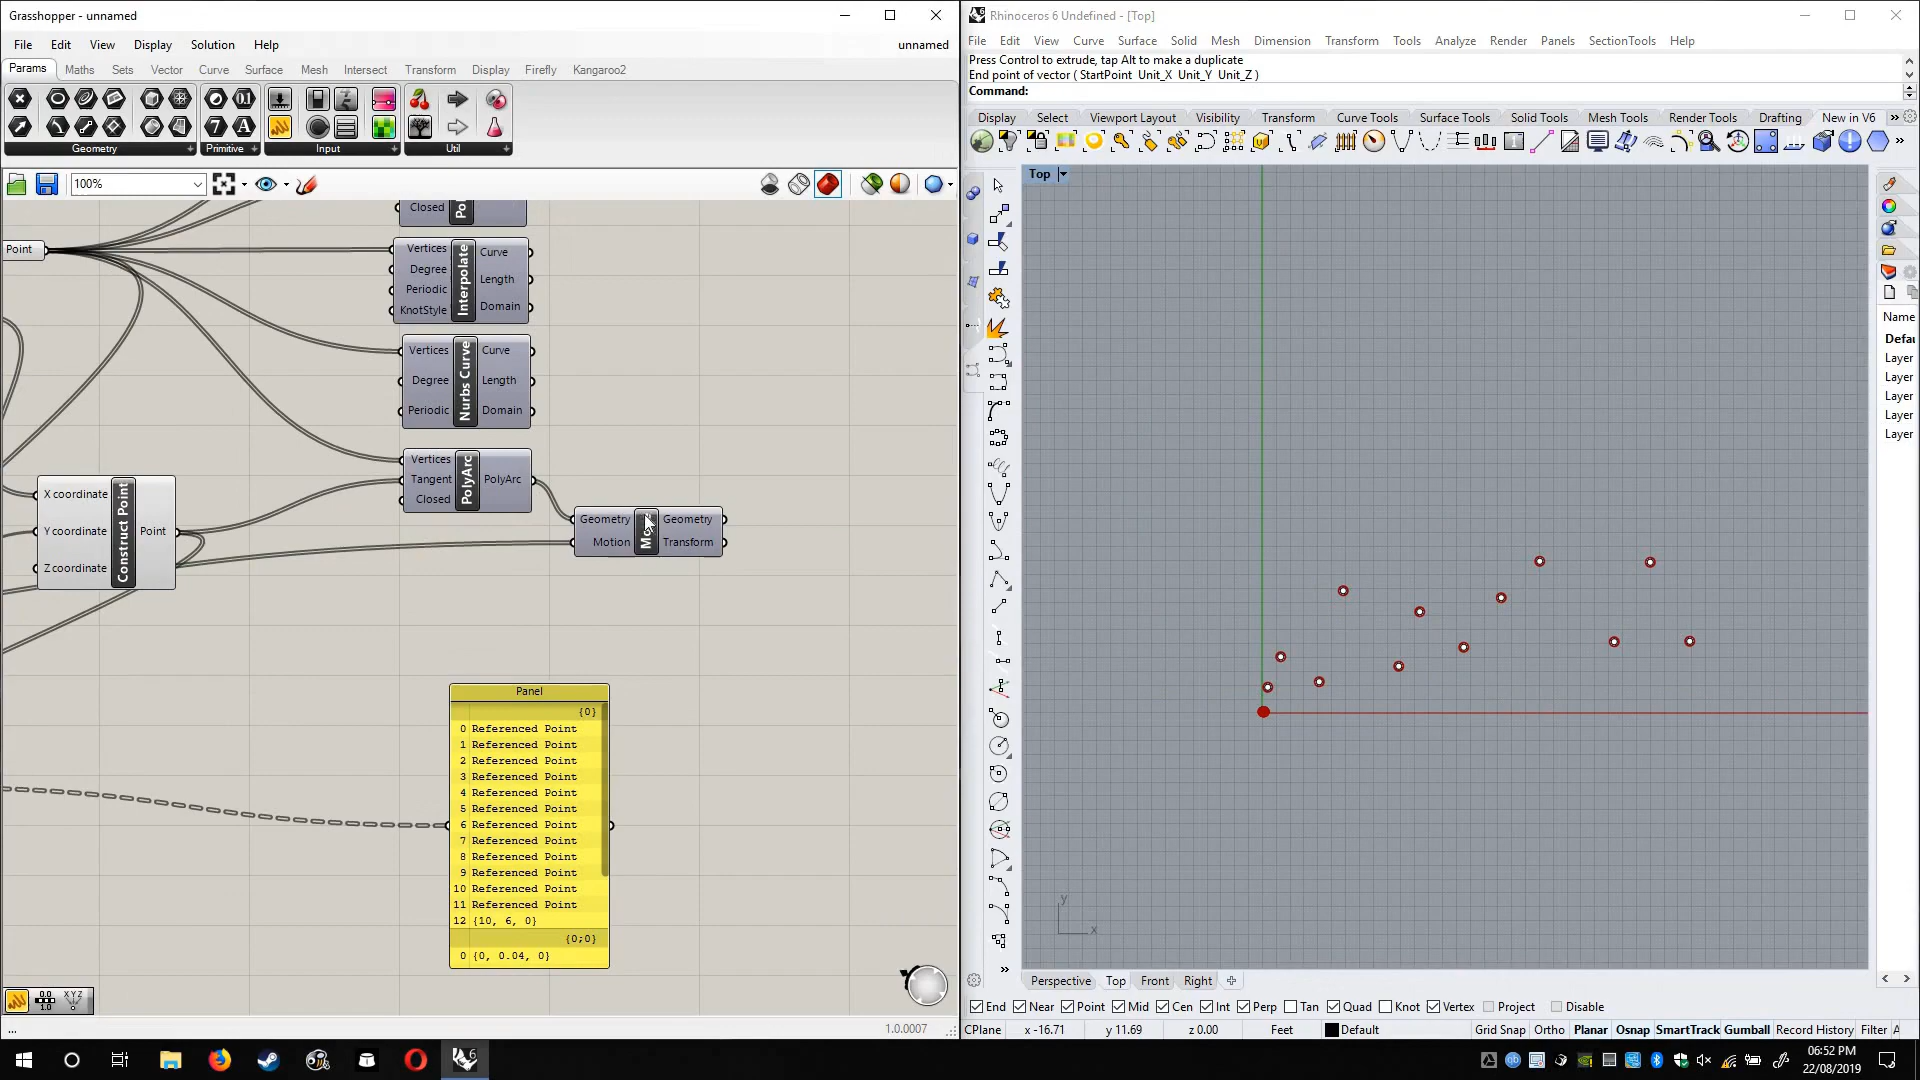 Grasshopper - unnamed
File Edit View Display Solution Help
unnamed
Params Maths Sets Vector Curve Surface Mesh Intersect Transform Display Firefly Kangaroo2
Geometry
Primitive
Input
Util
100%
Closed
Point
Vertices
Degree
Periodic
KnotStyle
Interpolate
Curve
Length
Domain
Vertices
Degree
Periodic
Nurbs Curve
Curve
Length
Domain
Vertices
Tangent
Closed
PolyArc
PolyArc
X coordinate
Y coordinate
Z coordinate
Construct Point
Point
Geometry
Motion
Geometry
Transform
Panel
{0}
0 Referenced Point
1 Referenced Point
2 Referenced Point
3 Referenced Point
4 Referenced Point
5 Referenced Point
6 Referenced Point
7 Referenced Point
8 Referenced Point
9 Referenced Point
10 Referenced Point
11 Referenced Point
12 {10, 6, 0}
{0;0}
0 {0, 0.04, 0}
...
1.0.0007
Rhinoceros 6 Undefined - [Top]
File Edit View Curve Surface Solid Mesh Dimension Transform Tools Analyze Render Panels SectionTools Help
Press Control to extrude, tap Alt to make a duplicate
End point of vector ( StartPoint Unit_X Unit_Y Unit_Z )
Command:
Display Select Viewport Layout Visibility Transform Curve Tools Surface Tools Solid Tools Mesh Tools Render Tools Drafting New in V6
Top
y
x
Name
Defau
Layer
Layer
Layer
Layer
Layer
Perspective Top Front Right
End Near Point Mid Cen Int Perp Tan Quad Knot Vertex Project Disable
CPlane x -16.71 y 11.69 z 0.00 Feet Default Grid Snap Ortho Planar Osnap SmartTrack Gumball Record History Filter A
06:52 PM
22/08/2019